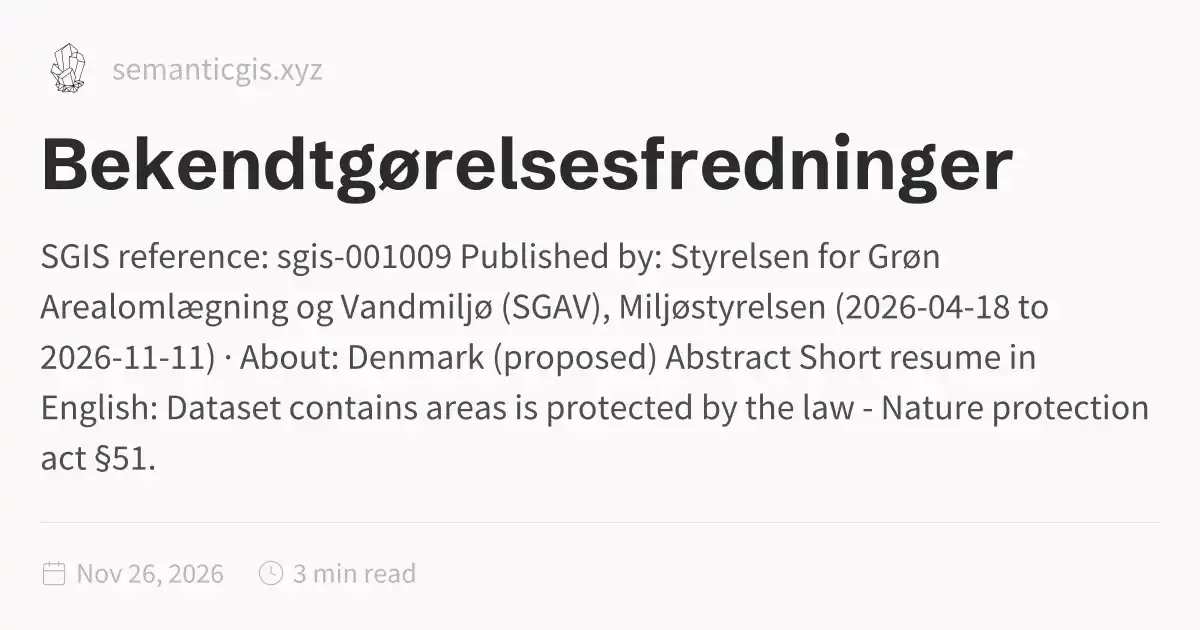 semanticgis.xyz
Bekendtgørelsesfredninger
SGIS reference: sgis-001009 Published by: Styrelsen for Grøn
Arealomlægning og Vandmiljø (SGAV), Miljøstyrelsen (2026-04-18 to
2026-11-11) · About: Denmark (proposed) Abstract Short resume in
English: Dataset contains areas is protected by the law - Nature protection
act §51.
Nov 26, 2026 3 min read